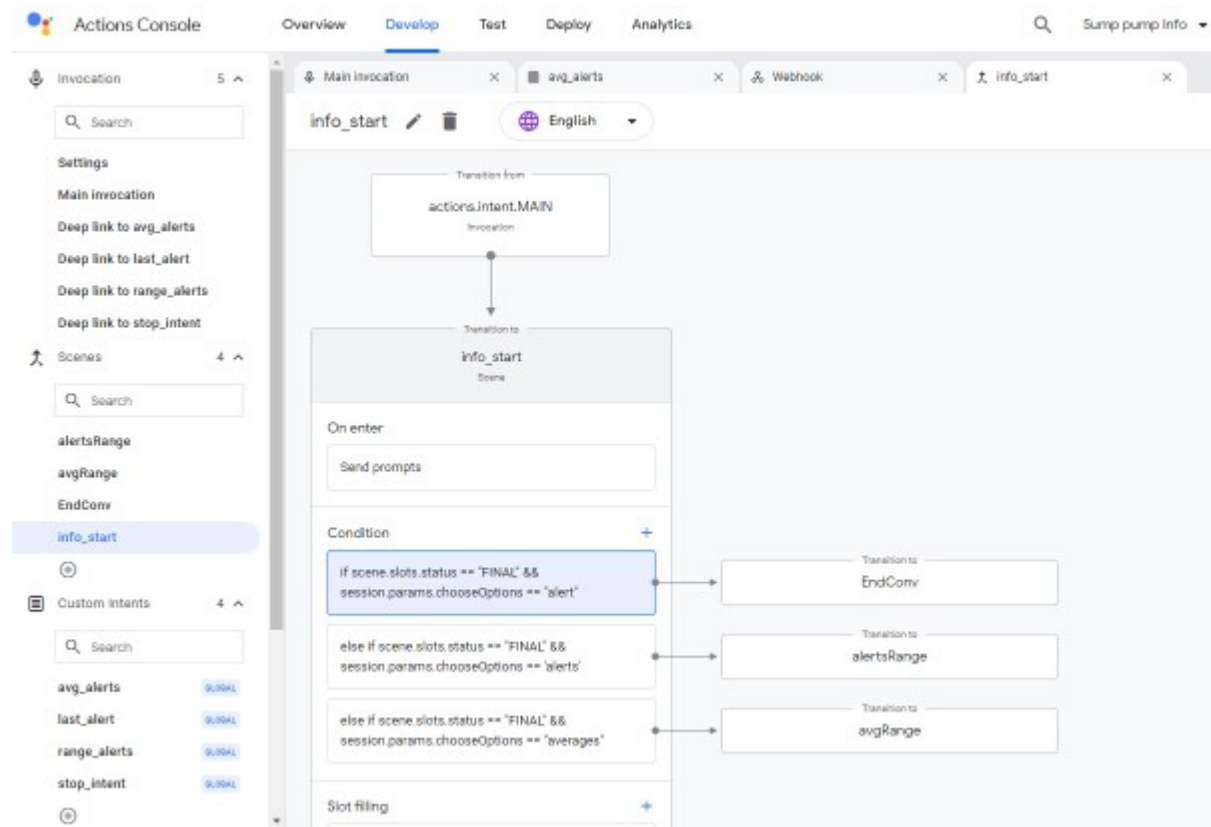 Actions Console
Overview
Develop
Test
Deploy
Analytics
Sump pump Info
Invocation
5
Search
Settings
Main invocation
Deep link to avg_alerts
Deep link to last_alert
Deep link to range_alerts
Deep link to stop_intent
Scenes
4
Search
alertsRange
avgRange
EndConv
info_start
Custom Intents
4
Search
avg_alerts
GLOBAL
last_alert
GLOBAL
range_alerts
GLOBAL
stop_intent
GLOBAL
Main invocation
avg_alerts
Webhook
info_start
info_start
English
Transition from
actions.intent.MAIN
Invocation
Transition to
info_start
Scene
On enter
Send prompts
Condition
if scene.slots.status == "FINAL" &&
session.params.chooseOptions == "alert"
Transition to
EndConv
else if scene.slots.status == "FINAL" &&
session.params.chooseOptions == 'alerts'
Transition to
alertsRange
else if scene.slots.status == "FINAL" &&
session.params.chooseOptions == "averages"
Transition to
avgRange
Slot filling